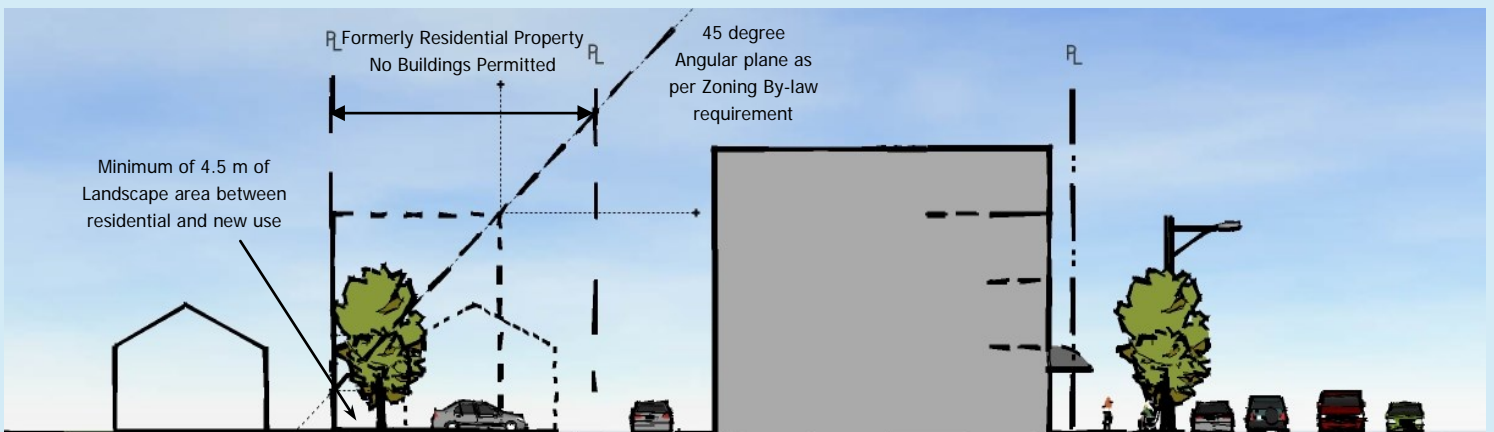 PL
Formerly Residential Property
No Buildings Permitted
PL
45 degree
Angular plane as
per Zoning By-law
requirement
PL
Minimum of 4.5 m of
Landscape area between
residential and new use